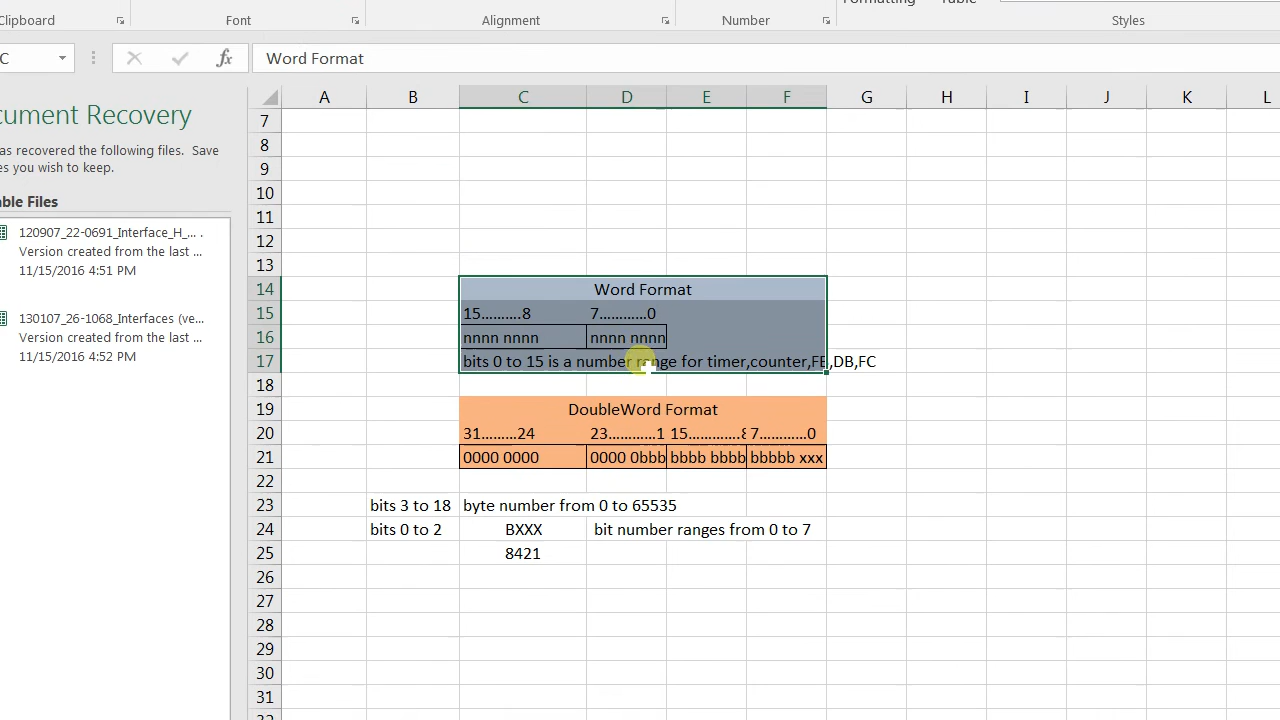 Clipboard
Font
Alignment
Number
Formatting
Table
Styles
C
fx
Word Format
A B C D E F G H I J K L
cument Recovery
as recovered the following files. Save
es you wish to keep.
able Files
120907_22-0691_Interface_H_... .
Version created from the last ...
11/15/2016 4:51 PM
130107_26-1068_Interfaces (ve...
Version created from the last ...
11/15/2016 4:52 PM
7
8
9
10
11
12
13
14 Word Format
15 15..........8 7............0
16 nnnn nnnn nnnn nnnn
17 bits 0 to 15 is a number range for timer,counter,FB,DB,FC
18
19 DoubleWord Format
20 31.........24 23............1 15.............8 7............0
21 0000 0000 0000 0bbb bbbb bbbb bbbbb xxx
22
23 bits 3 to 18 byte number from 0 to 65535
24 bits 0 to 2 BXXX bit number ranges from 0 to 7
25 8421
26
27
28
29
30
31